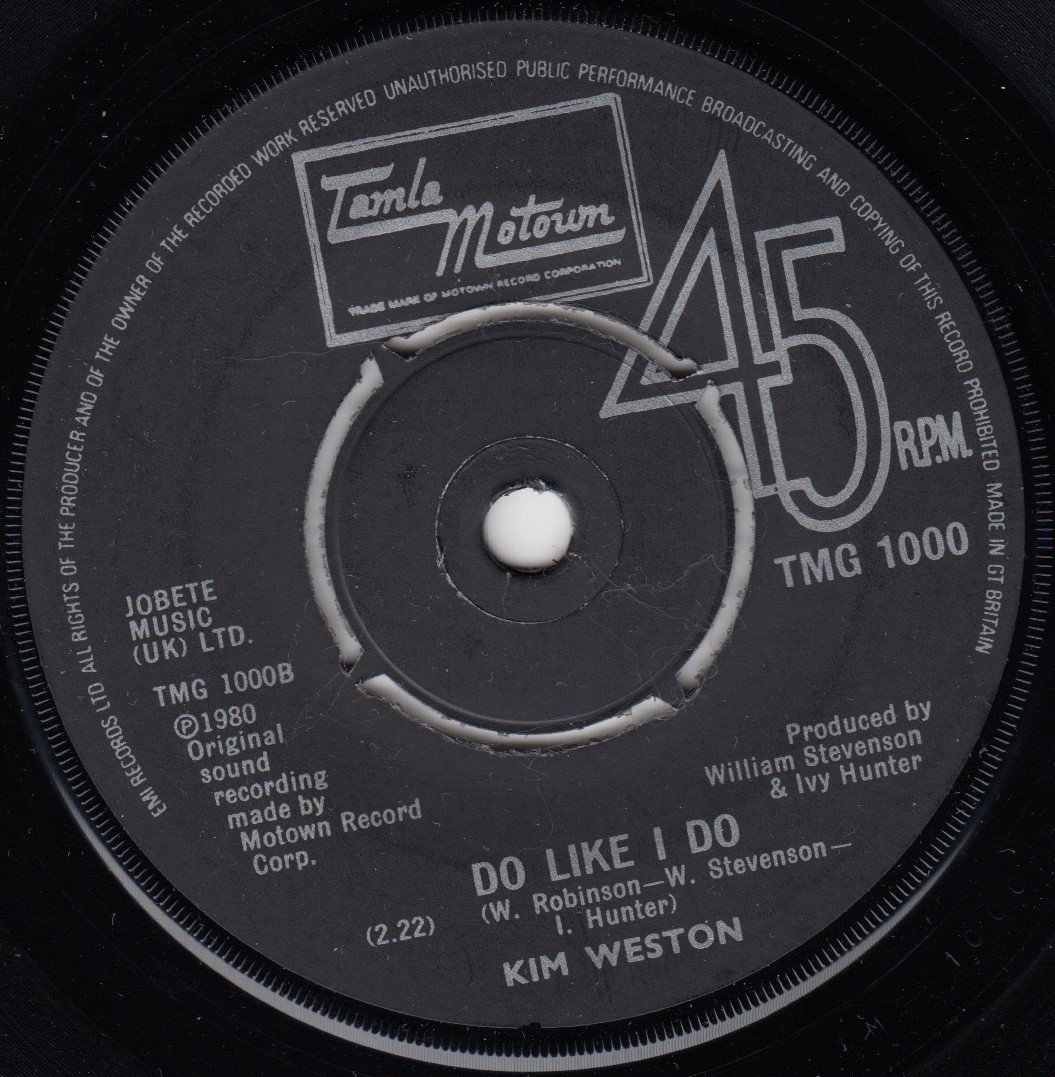 EMI RECORDS LTD ALL RIGHTS OF THE PRODUCER AND OF THE OWNER OF THE RECORDED WORK RESERVED UNAUTHORISED PUBLIC PERFORMANCE BROADCASTING AND COPYING OF THIS RECORD PROHIBITED MADE IN GT BRITAIN
Tamla
Motown
TRADE MARK OF MOTOWN RECORD CORPORATION
45
R.P.M.
TMG 1000
JOBETE
MUSIC
(UK) LTD.
TMG 1000B
Ⓟ1980
Original
sound
recording
made by
Motown Record
Corp.
Produced by
William Stevenson
& Ivy Hunter
DO LIKE I DO
(W. Robinson—W. Stevenson—
I. Hunter)
(2.22)
KIM WESTON